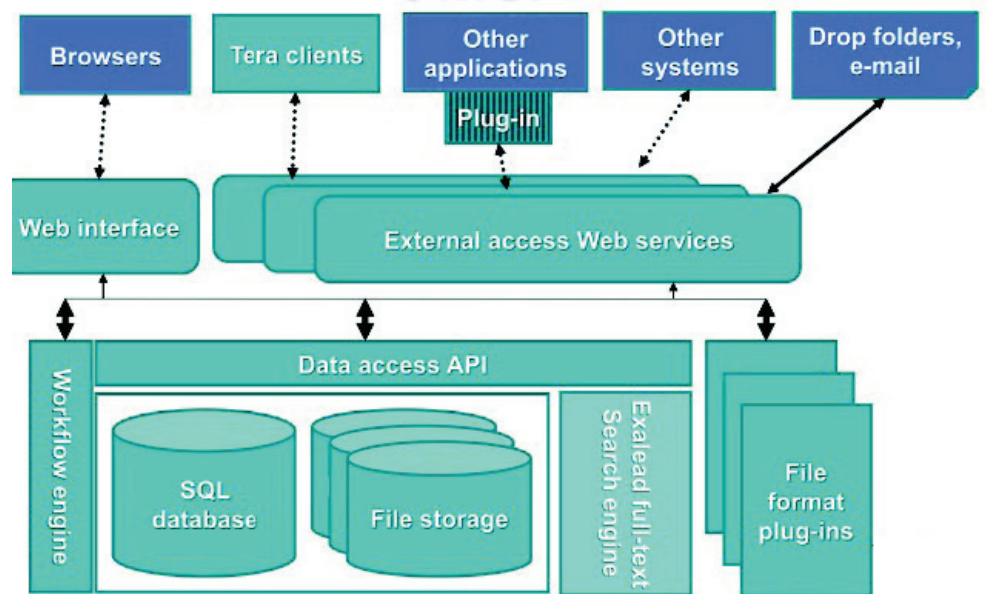 Browsers
Tera clients
Other
applications
Plug-in
Other
systems
Drop folders,
e-mail
Web interface
External access Web services
Workflow engine
Data access API
SQL
database
File storage
Exalead full-text
Search engine
File
format
plug-ins